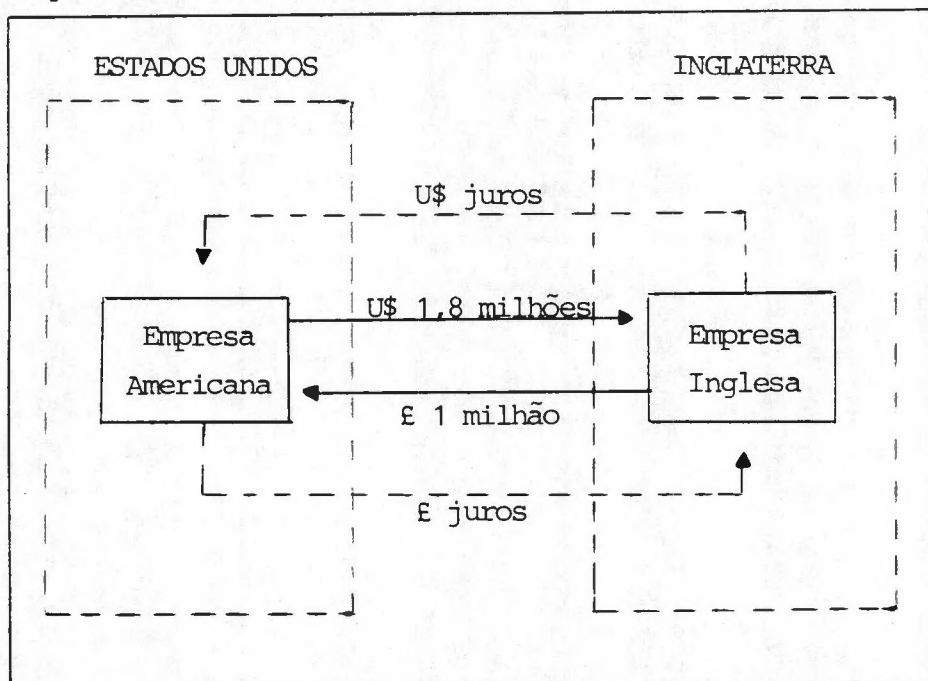 ESTADOS UNIDOS
INGLATERRA
U$ juros
U$ 1,8 milhões
Empresa
Americana
Empresa
Inglesa
£ 1 milhão
£ juros